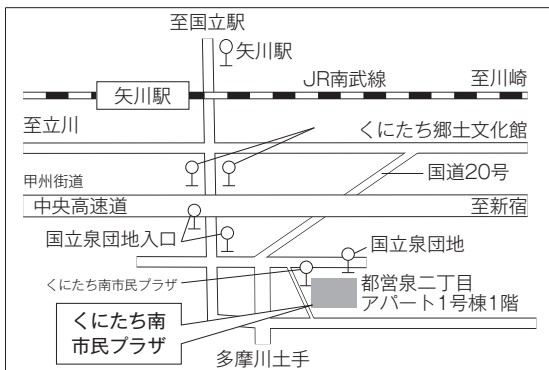 至国立駅
矢川駅
JR南武線
至川崎
矢川駅
至立川
くにたち郷土文化館
甲州街道
国道20号
中央高速道
至新宿
国立泉団地入口
国立泉団地
くにたち南市民プラザ
都営泉二丁目
アパート1号棟1階
くにたち南
市民プラザ
多摩川土手